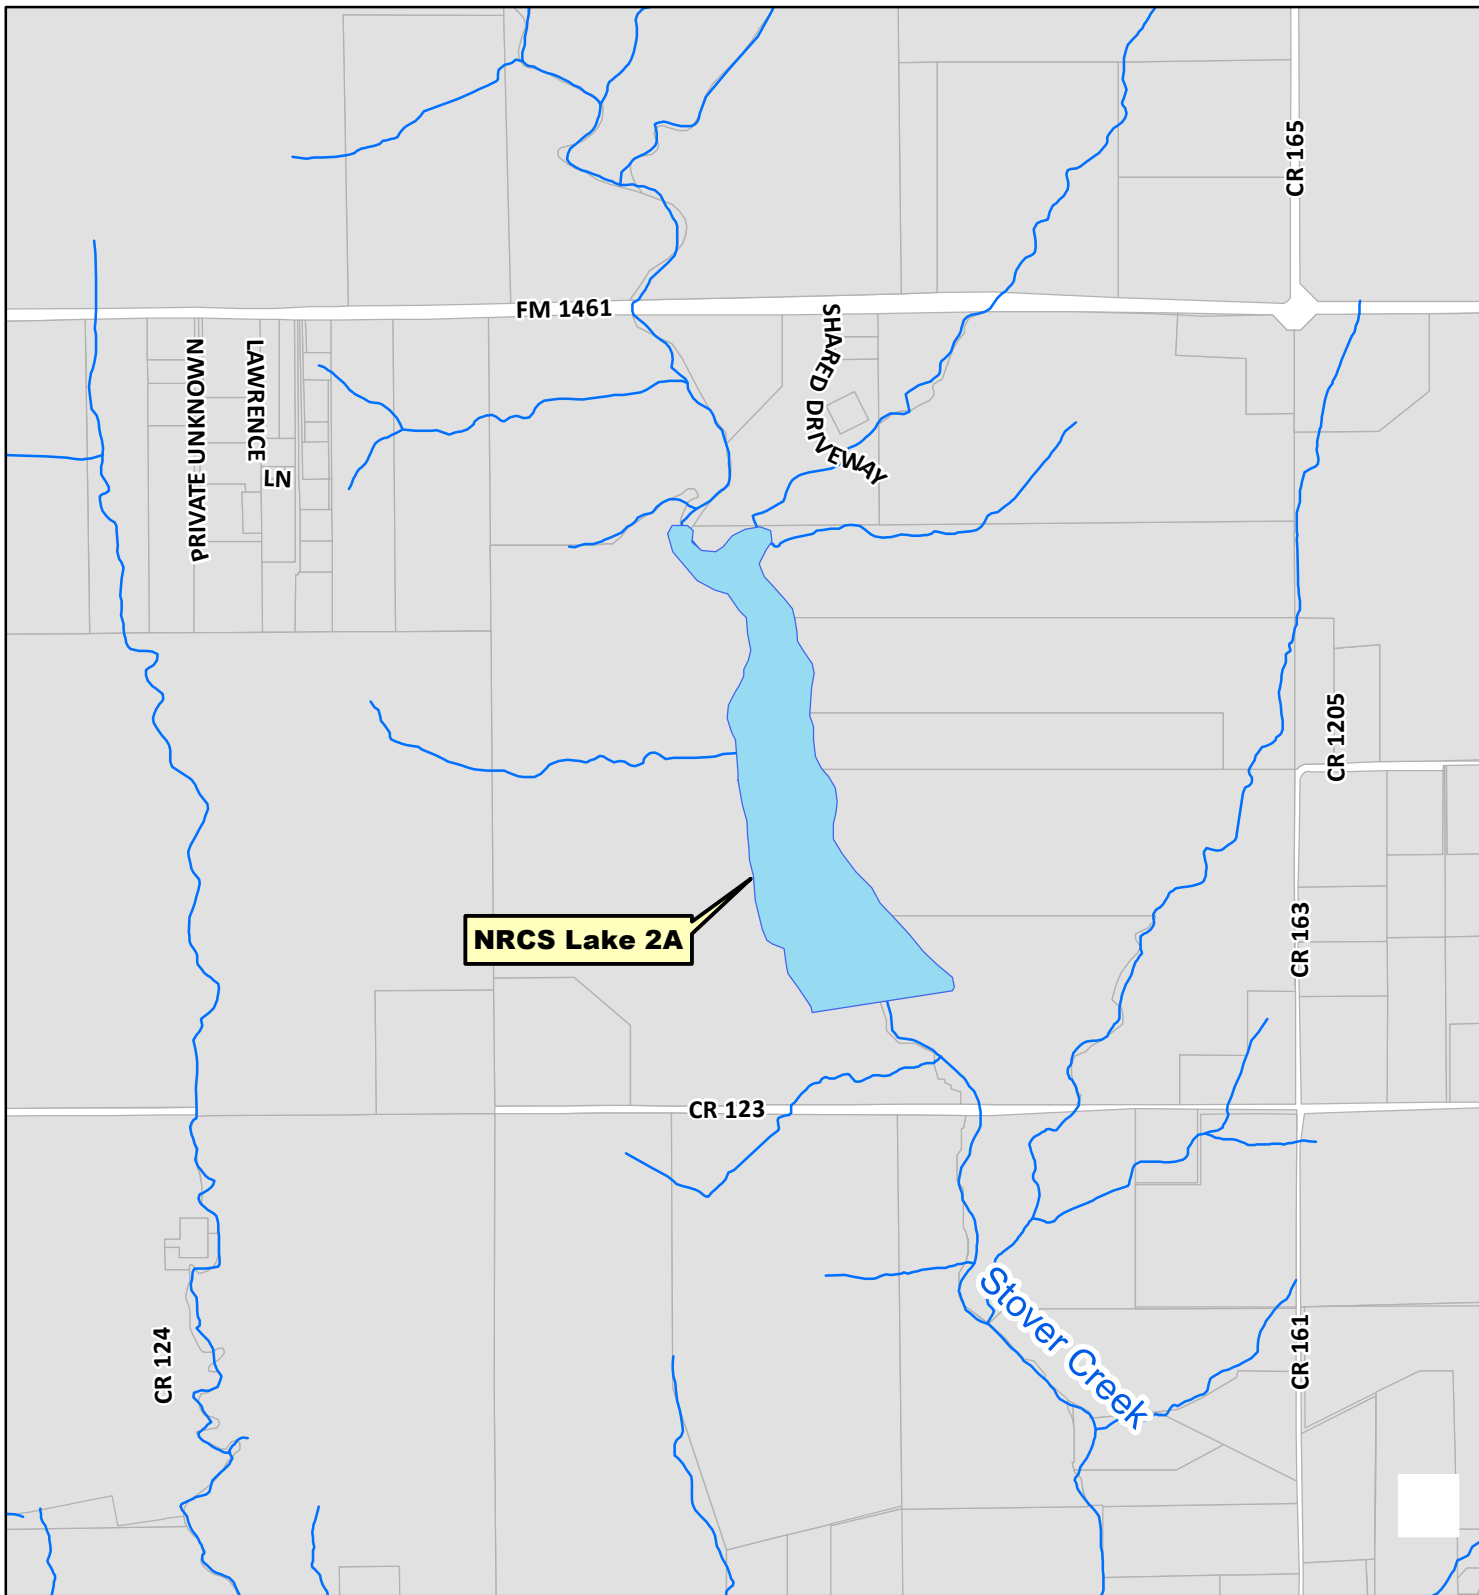 CR 165
FM 1461
SHARED DRIVEWAY
PRIVATE UNKNOWN
LAWRENCE
LN
CR 1205
NRCS Lake 2A
CR 163
CR 123
Stover Creek
CR 124
CR 161